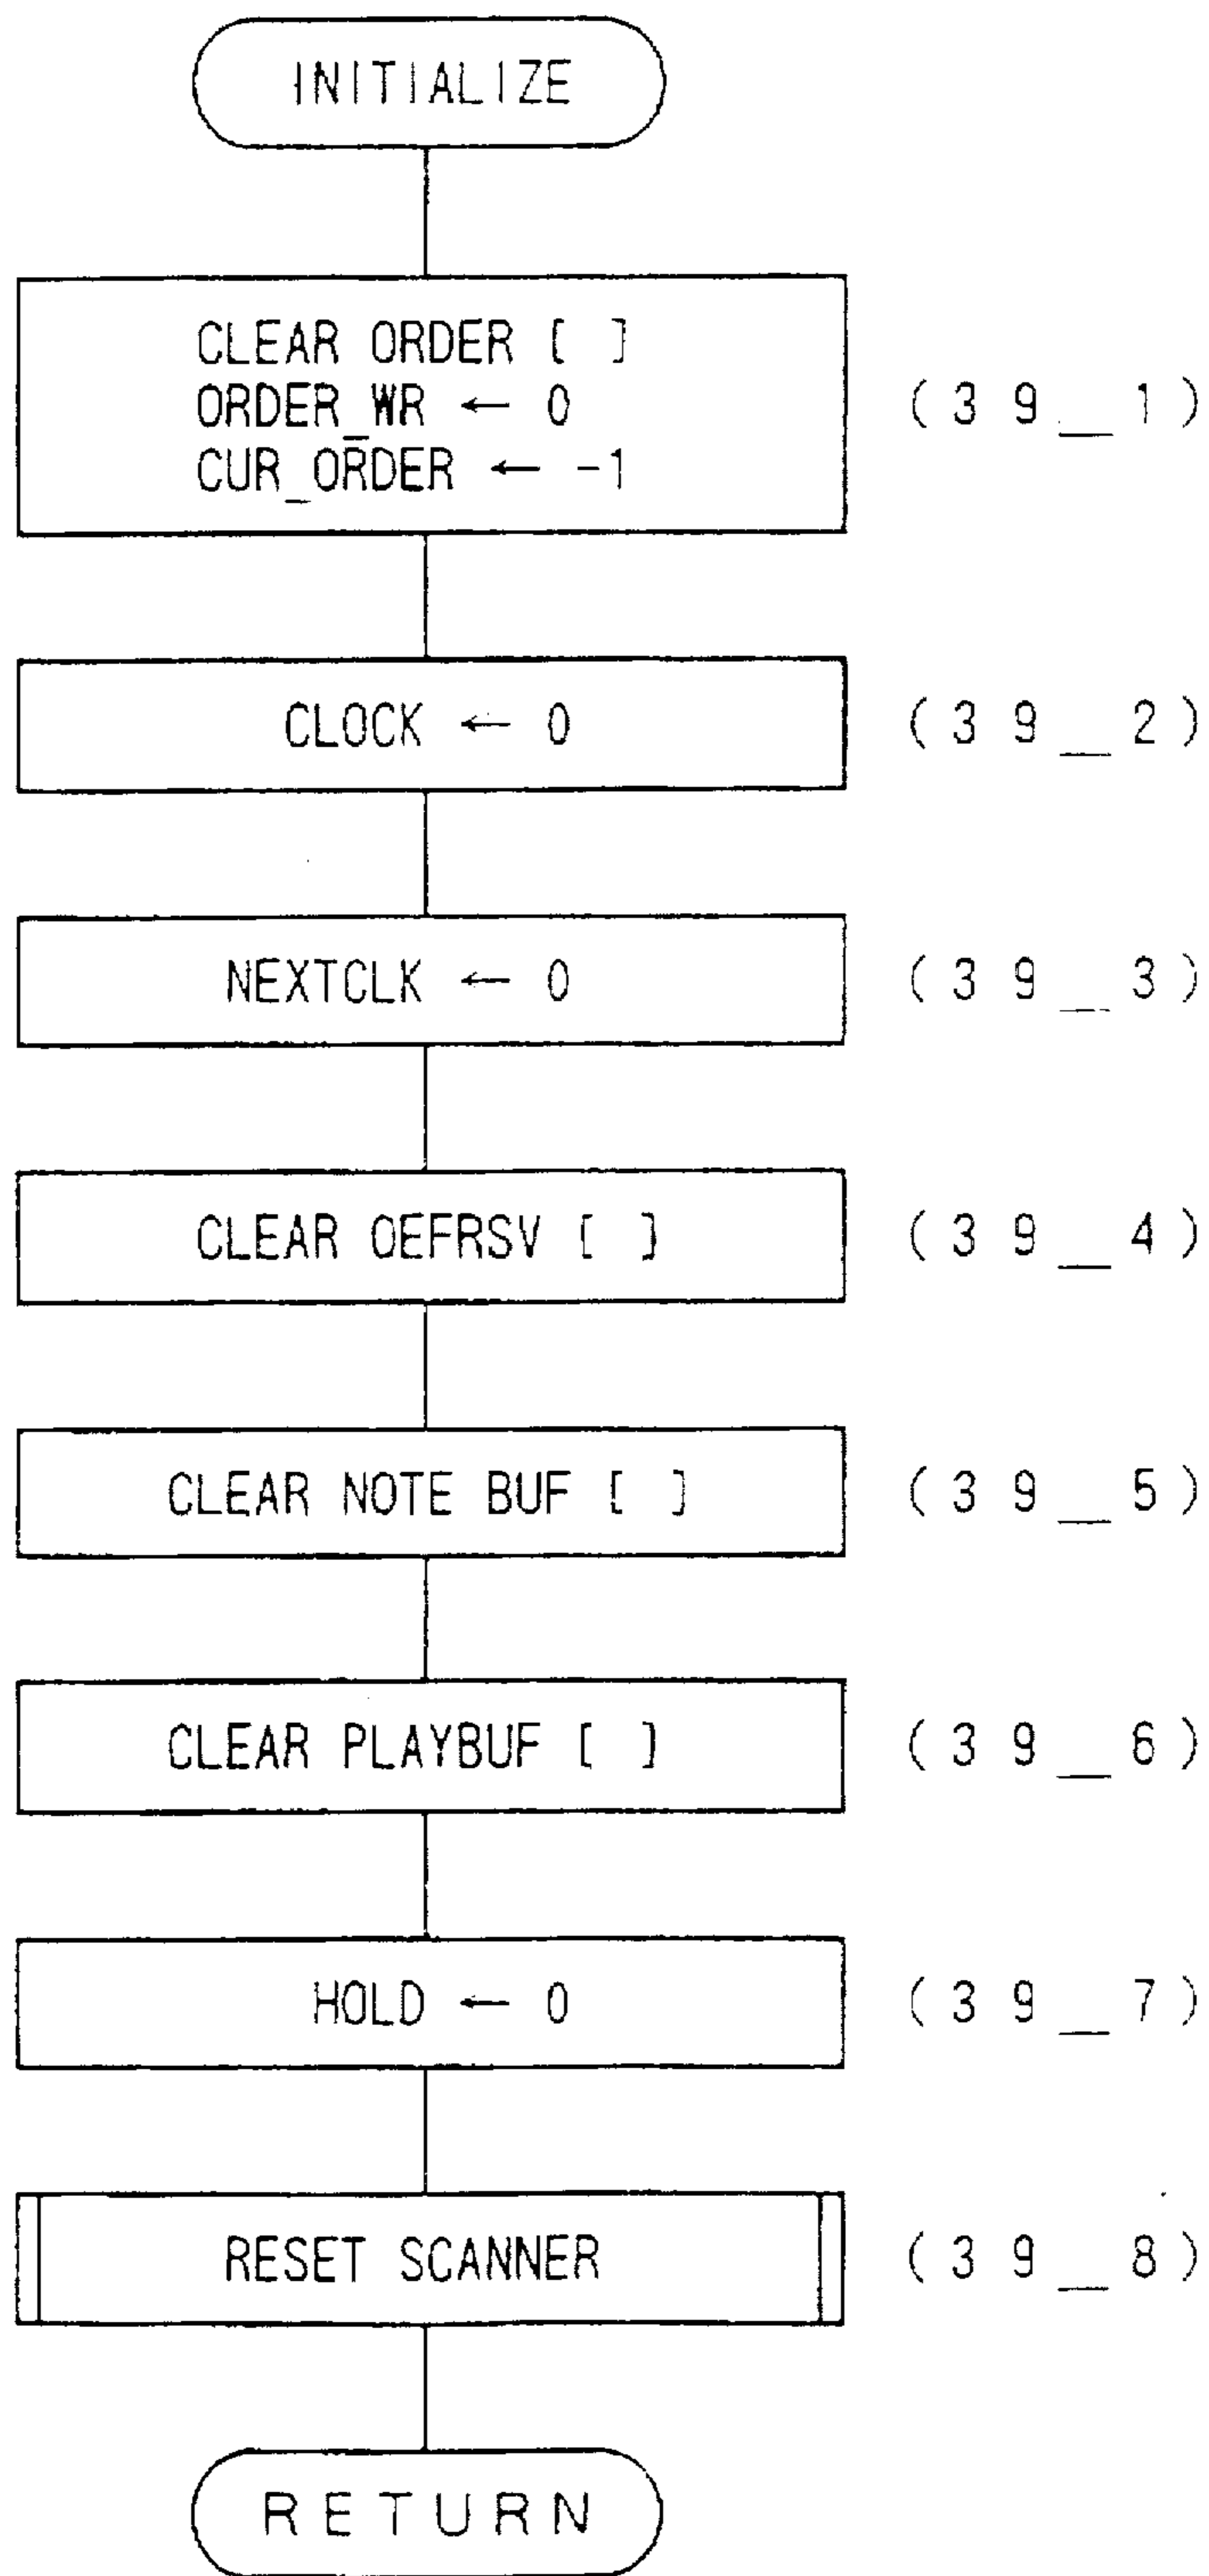 INITIALIZE
CLEAR ORDER [ ]
ORDER_WR ← 0
CUR_ORDER ← -1
(39_1)
CLOCK ← 0
(39_2)
NEXTCLK ← 0
(39_3)
CLEAR OEFRSV [ ]
(39_4)
CLEAR NOTE BUF [ ]
(39_5)
CLEAR PLAYBUF [ ]
(39_6)
HOLD ← 0
(39_7)
RESET SCANNER
(39_8)
RETURN